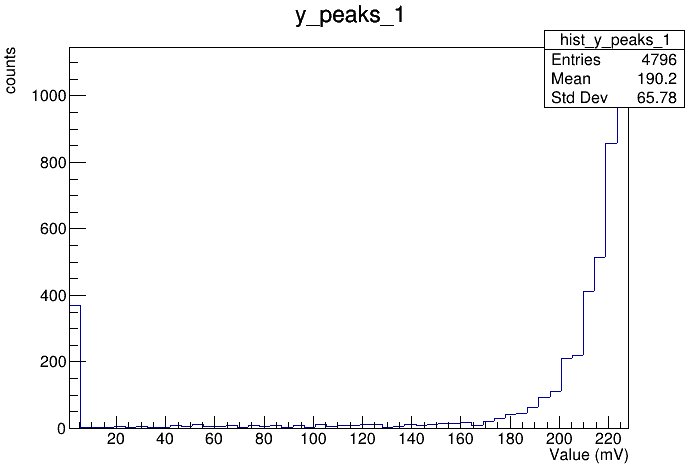 y_peaks_1
counts
hist_y_peaks_1
Entries 4796
Mean 190.2
Std Dev 65.78
1000
800
600
400
200
0
20 40 60 80 100 120 140 160 180 200 220
Value (mV)